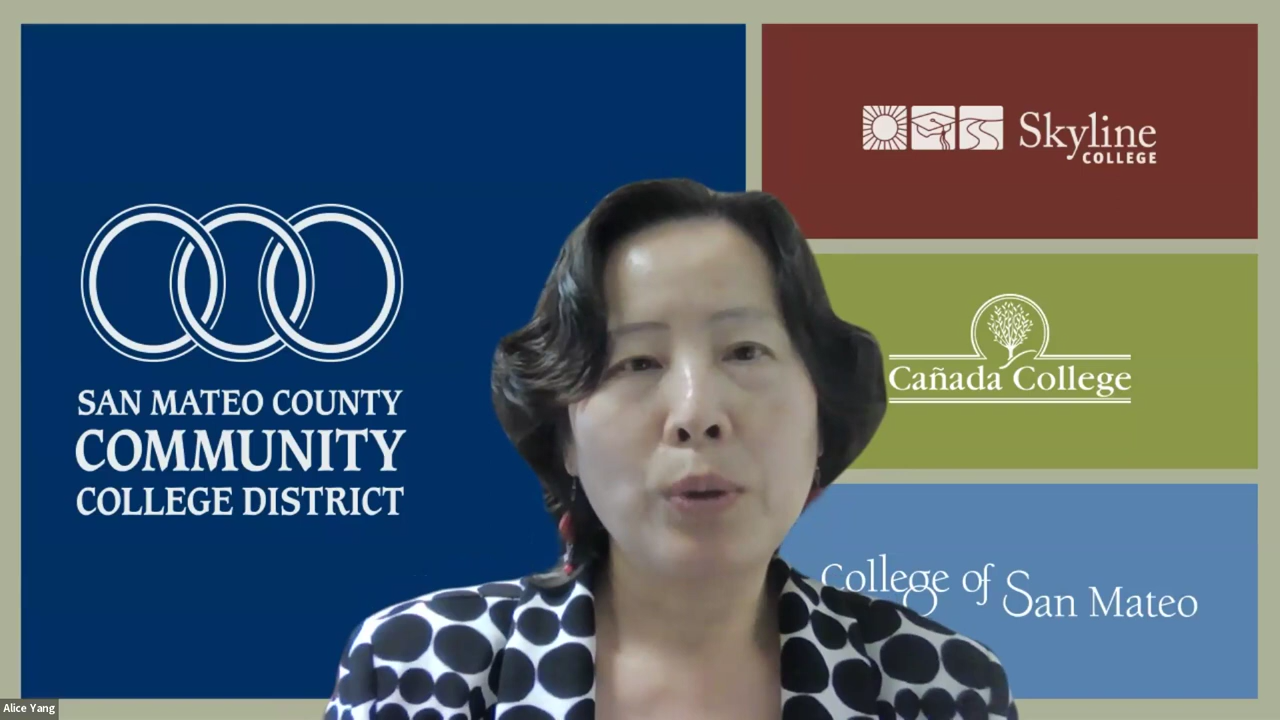 SAN MATEO COUNTY
COMMUNITY
COLLEGE DISTRICT
Skyline
COLLEGE
Cañada College
College of San Mateo
Alice Yang